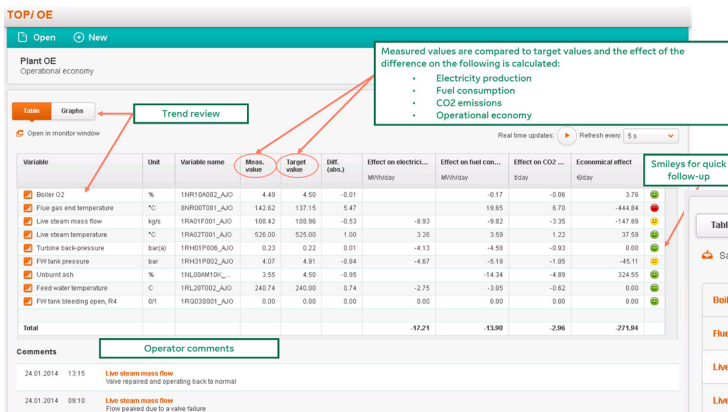 TOPi OE
Open New
Plant OE
Operational economy
Measured values are compared to target values and the effect of the
difference on the following is calculated:
• Electricity production
• Fuel consumption
• CO2 emissions
• Operational economy
Table Graphs
Trend review
Open in monitor window
Real time updates: Refresh every: 5 s
Variable Unit Variable name Meas. value Target value Diff. (abs.) Effect on electrici... Effect on fuel con... Effect on CO2 ... Economical effect
MWh/day MWh/day t/day €/day
Smileys for quick
follow-up
Boiler O2 % 1NR10A002_AJO 4.49 4.50 -0.01 -0.17 -0.06 3.76
Flue gas end temperature °C 8NR00T001_AJO 142.62 137.15 5.47 19.65 6.70 -444.84
Live steam mass flow kg/s 1RA01F001_AJO 108.42 108.96 -0.53 -8.93 -9.82 -3.35 -147.89
Live steam temperature °C 1RA02T001_AJO 526.00 525.00 1.00 3.26 3.59 1.22 37.59
Turbine back-pressure bar(a) 1RH01P006_AJO 0.23 0.22 0.01 -4.13 -4.58 -0.93 0.00
FW tank pressure bar 1RH31P002_AJO 4.07 4.91 -0.84 -4.67 -5.18 -1.05 -45.11
Unburnt ash % 1NL08AM10K_... 3.55 4.50 -0.95 -14.34 -4.89 324.55
Feed water temperature C 1RL20T002_AJO 240.74 240.00 0.74 -2.75 -3.05 -0.62 0.00
FW tank bleeding open, R4 0/1 1RQ03S001_AJO 0.00 0.00 0.00 0.00 0.00 0.00 0.00
Total -17.21 -13.90 -2.96 -271.94
Comments
Operator comments
24.01.2014 13:15 Live steam mass flow
Valve repaired and operating back to normal
24.01.2014 09:10 Live steam mass flow
Flow peaked due to a valve failure
Tabl
Sa
Boil
Flue
Live
Live